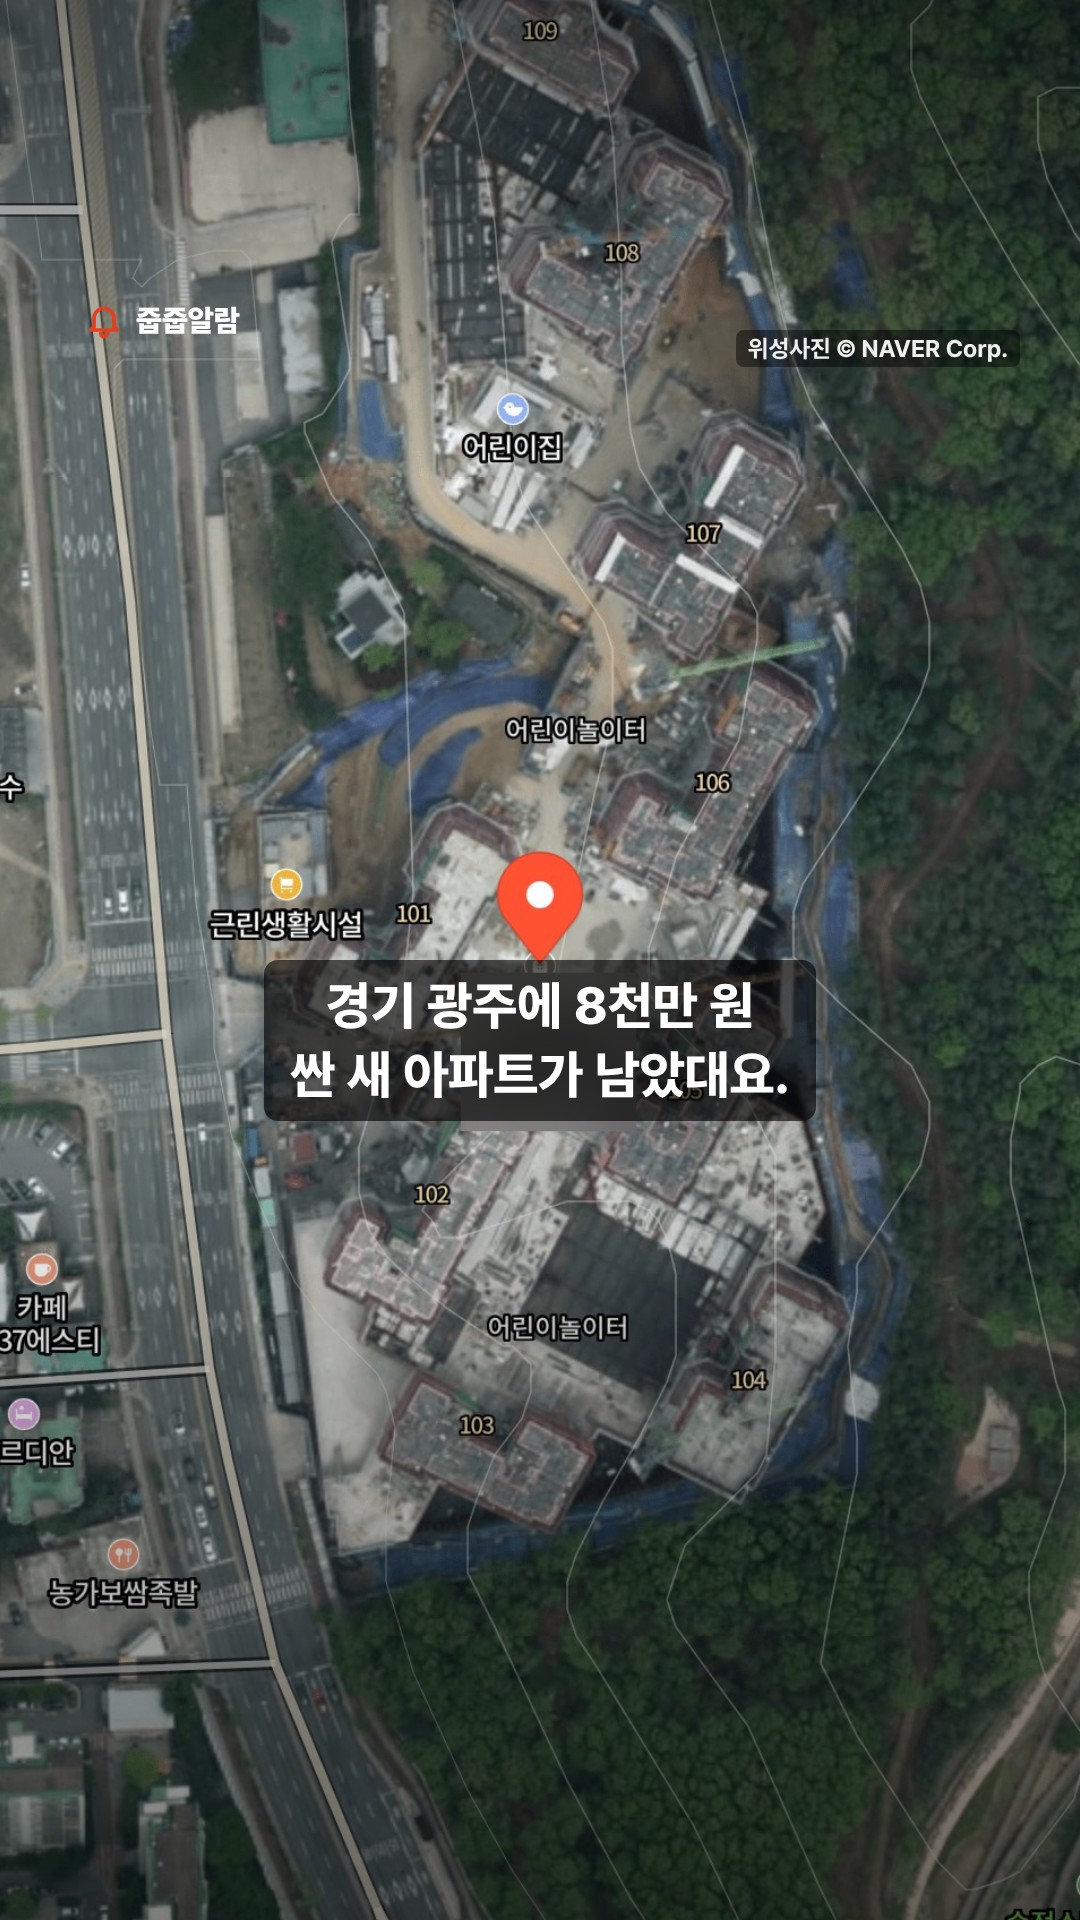 109
108
줍줍알람
위성사진 © NAVER Corp.
어린이집
107
어린이놀이터
106
수
근린생활시설
101
경기 광주에 8천만 원
싼 새 아파트가 남았대요.
105
102
카페
37에스티
어린이놀이터
104
르디안
103
농가보쌈족발